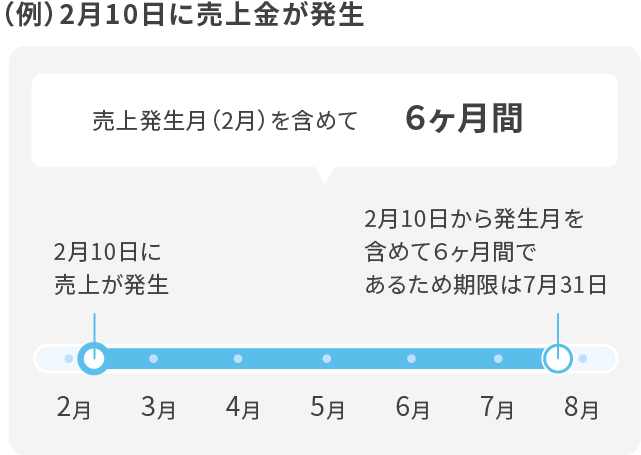 （例）2月10日に売上金が発生
売上発生月（2月）を含めて 6ヶ月間
2月10日に
売上が発生
2月10日から発生月を
含めて6ヶ月間で
あるため期限は7月31日
2月 3月 4月 5月 6月 7月 8月